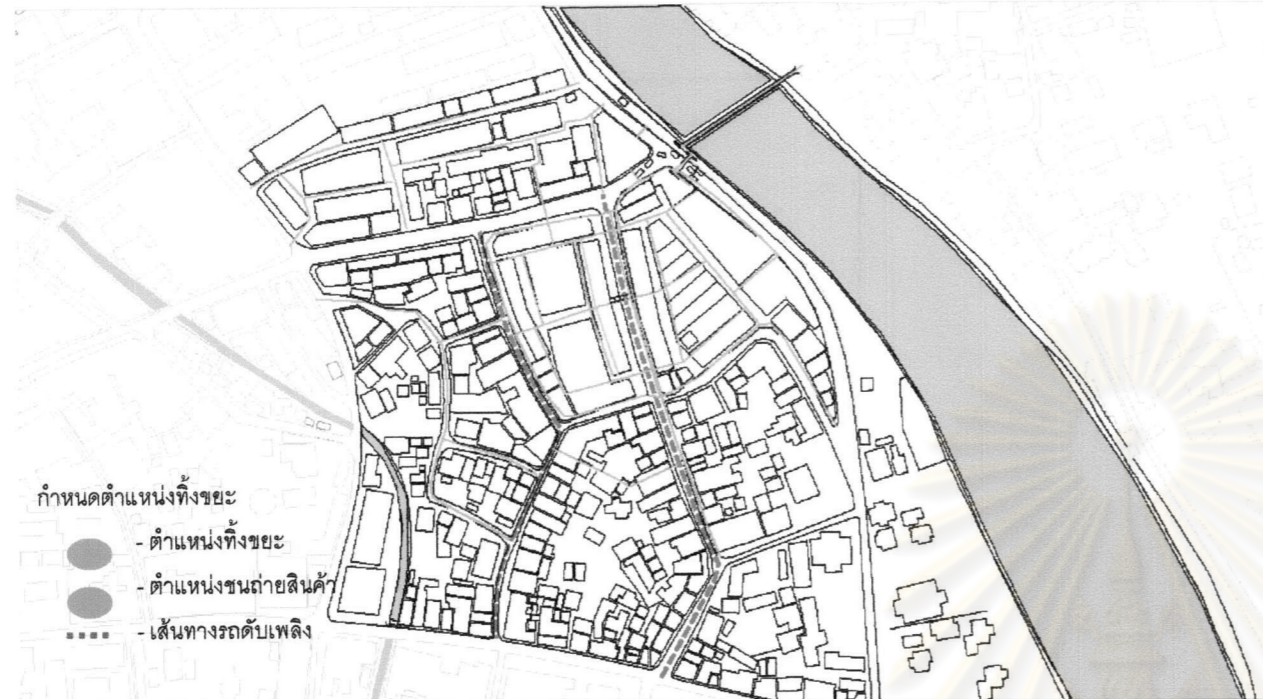 กำหนดตำแหน่งทิ้งขยะ
- ตำแหน่งทิ้งขยะ
- ตำแหน่งขนถ่ายสินค้า
- เส้นทางรถดับเพลิง